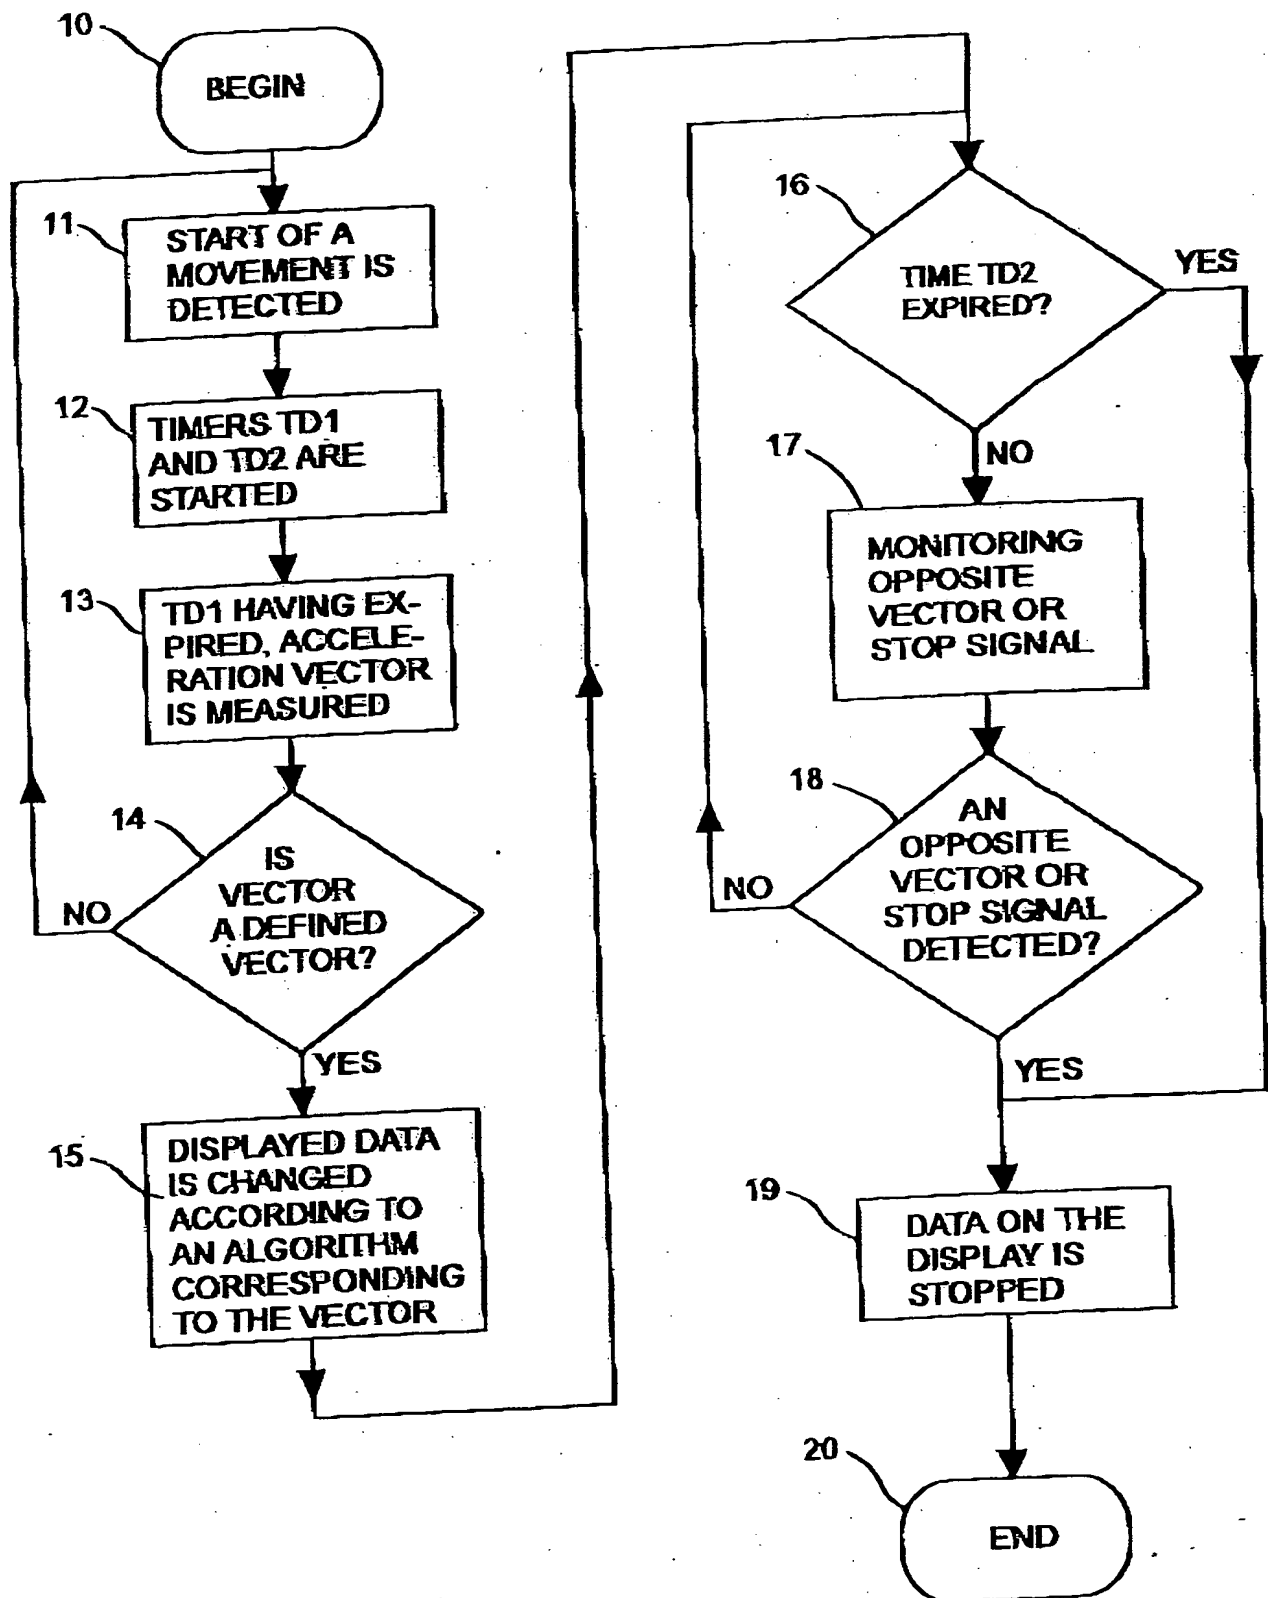 10
BEGIN
11
START OF A
MOVEMENT IS
DETECTED
12
TIMERS TD1
AND TD2 ARE
STARTED
13
TD1 HAVING EX-
PIRED, ACCELE-
RATION VECTOR
IS MEASURED
14
IS
VECTOR
A DEFINED
VECTOR?
NO
YES
15
DISPLAYED DATA
IS CHANGED
ACCORDING TO
AN ALGORITHM
CORRESPONDING
TO THE VECTOR
16
TIME TD2
EXPIRED?
YES
NO
17
MONITORING
OPPOSITE
VECTOR OR
STOP SIGNAL
18
AN
OPPOSITE
VECTOR OR
STOP SIGNAL
DETECTED?
NO
YES
19
DATA ON THE
DISPLAY IS
STOPPED
20
END